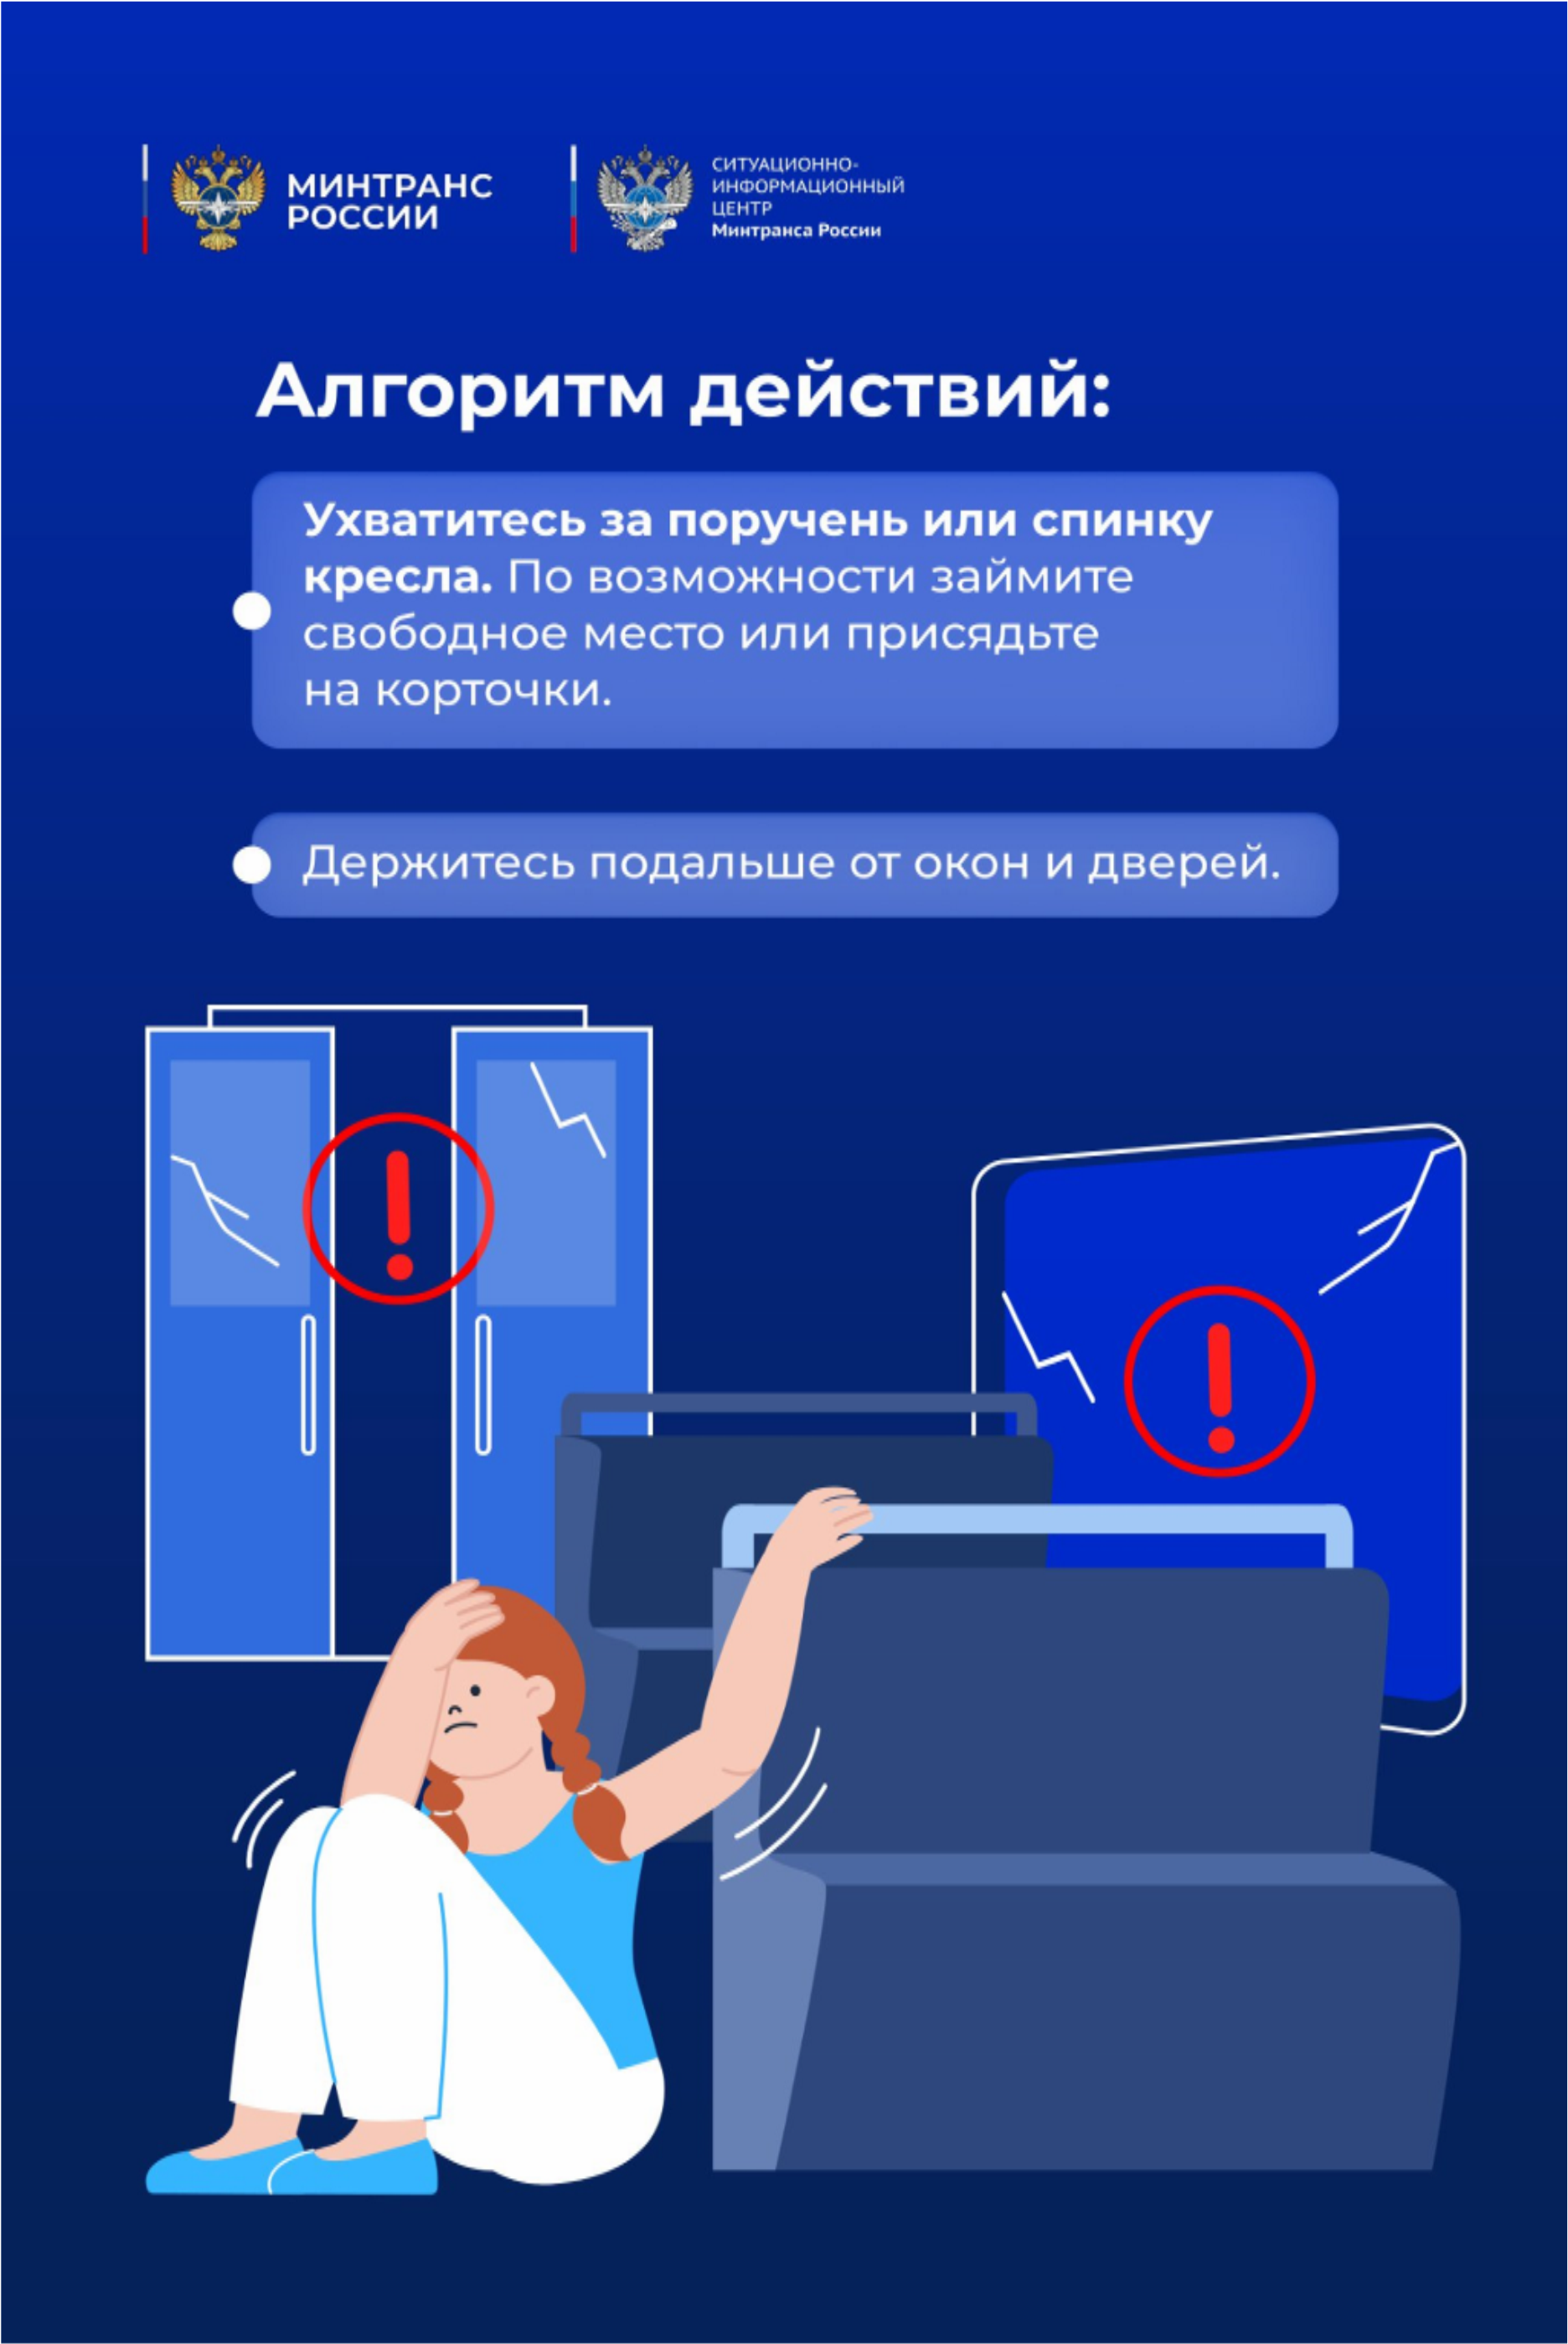 МИНТРАНС
РОССИИ
СИТУАЦИОННО-
ИНФОРМАЦИОННЫЙ
ЦЕНТР
Минтранса России
Алгоритм действий:
Ухватитесь за поручень или спинку
кресла. По возможности займите
свободное место или присядьте
на корточки.
Держитесь подальше от окон и дверей.